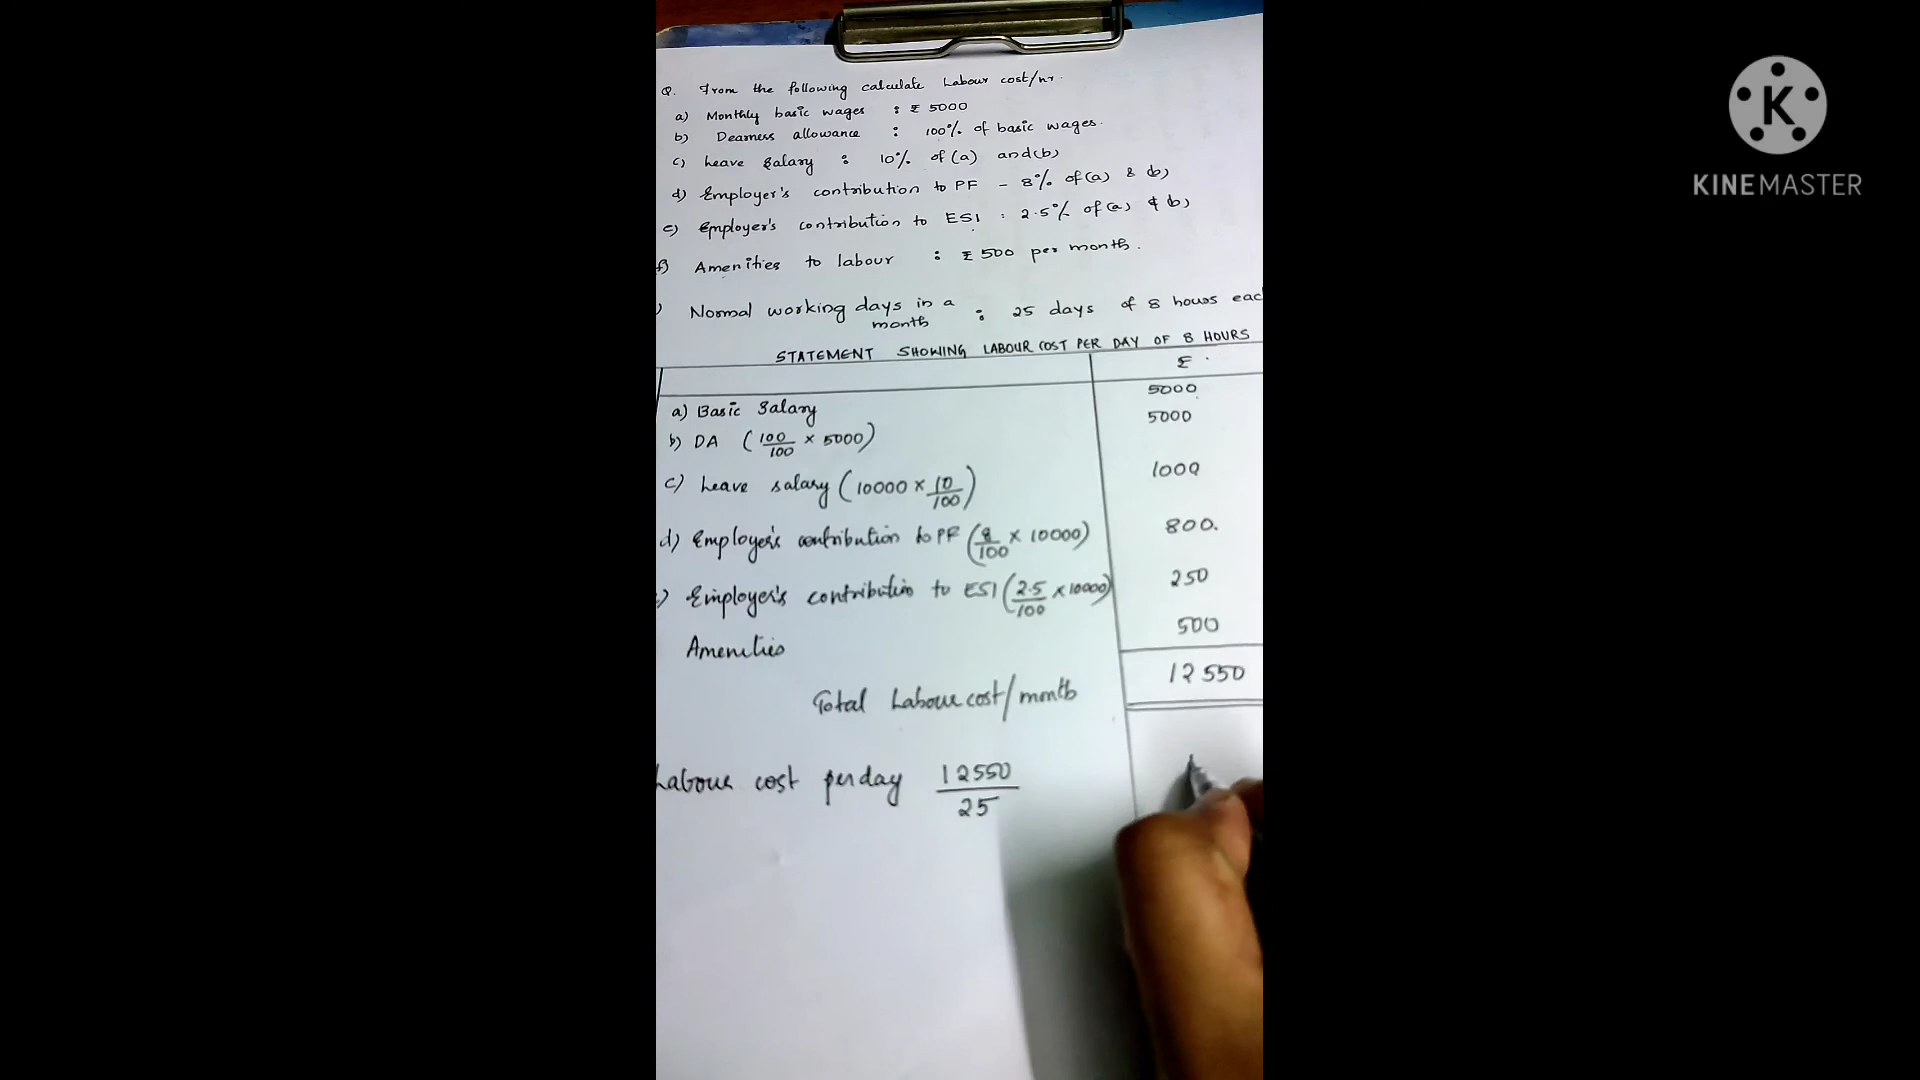 Q. From the following calculate Labour cost/hr.
a) Monthly basic wages : ₹ 5000
b) Dearness allowance : 100% of basic wages.
c) Leave Salary : 10% of (a) and (b)
d) Employer's contribution to PF - 8% of (a) & (b)
e) Employer's contribution to ESI : 2.5% of (a) & b)
f) Amenities to labour : ₹ 500 per month.
) Normal working days in a month : 25 days of 8 hours each
STATEMENT SHOWING LABOUR COST PER DAY OF 8 HOURS
₹
a) Basic Salary 5000
b) DA (100/100 × 5000) 5000
c) Leave salary (10000 × 10/100) 1000
d) Employer's contribution to PF (8/100 × 10000) 800.
) Employer's contribution to ESI (2.5/100 × 10000) 250
Amenities 500
Total Labour cost/month 12550
Labour cost per day 12550/25
K
KINEMASTER